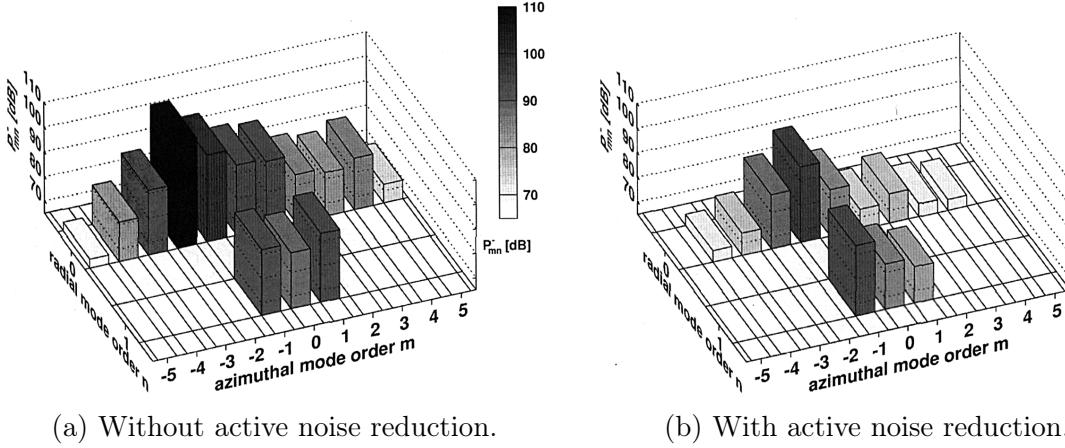 110
100
90
80
70
P-mn [dB]
0
1
radial mode order n
-5 -4 -3 -2 -1 0 1 2 3 4 5
azimuthal mode order m
110
100
90
80
70
P-mn [dB]
110
100
90
80
70
P-mn [dB]
0
1
radial mode order n
-5 -4 -3 -2 -1 0 1 2 3 4 5
azimuthal mode order m
(a) Without active noise reduction.
(b) With active noise reduction.